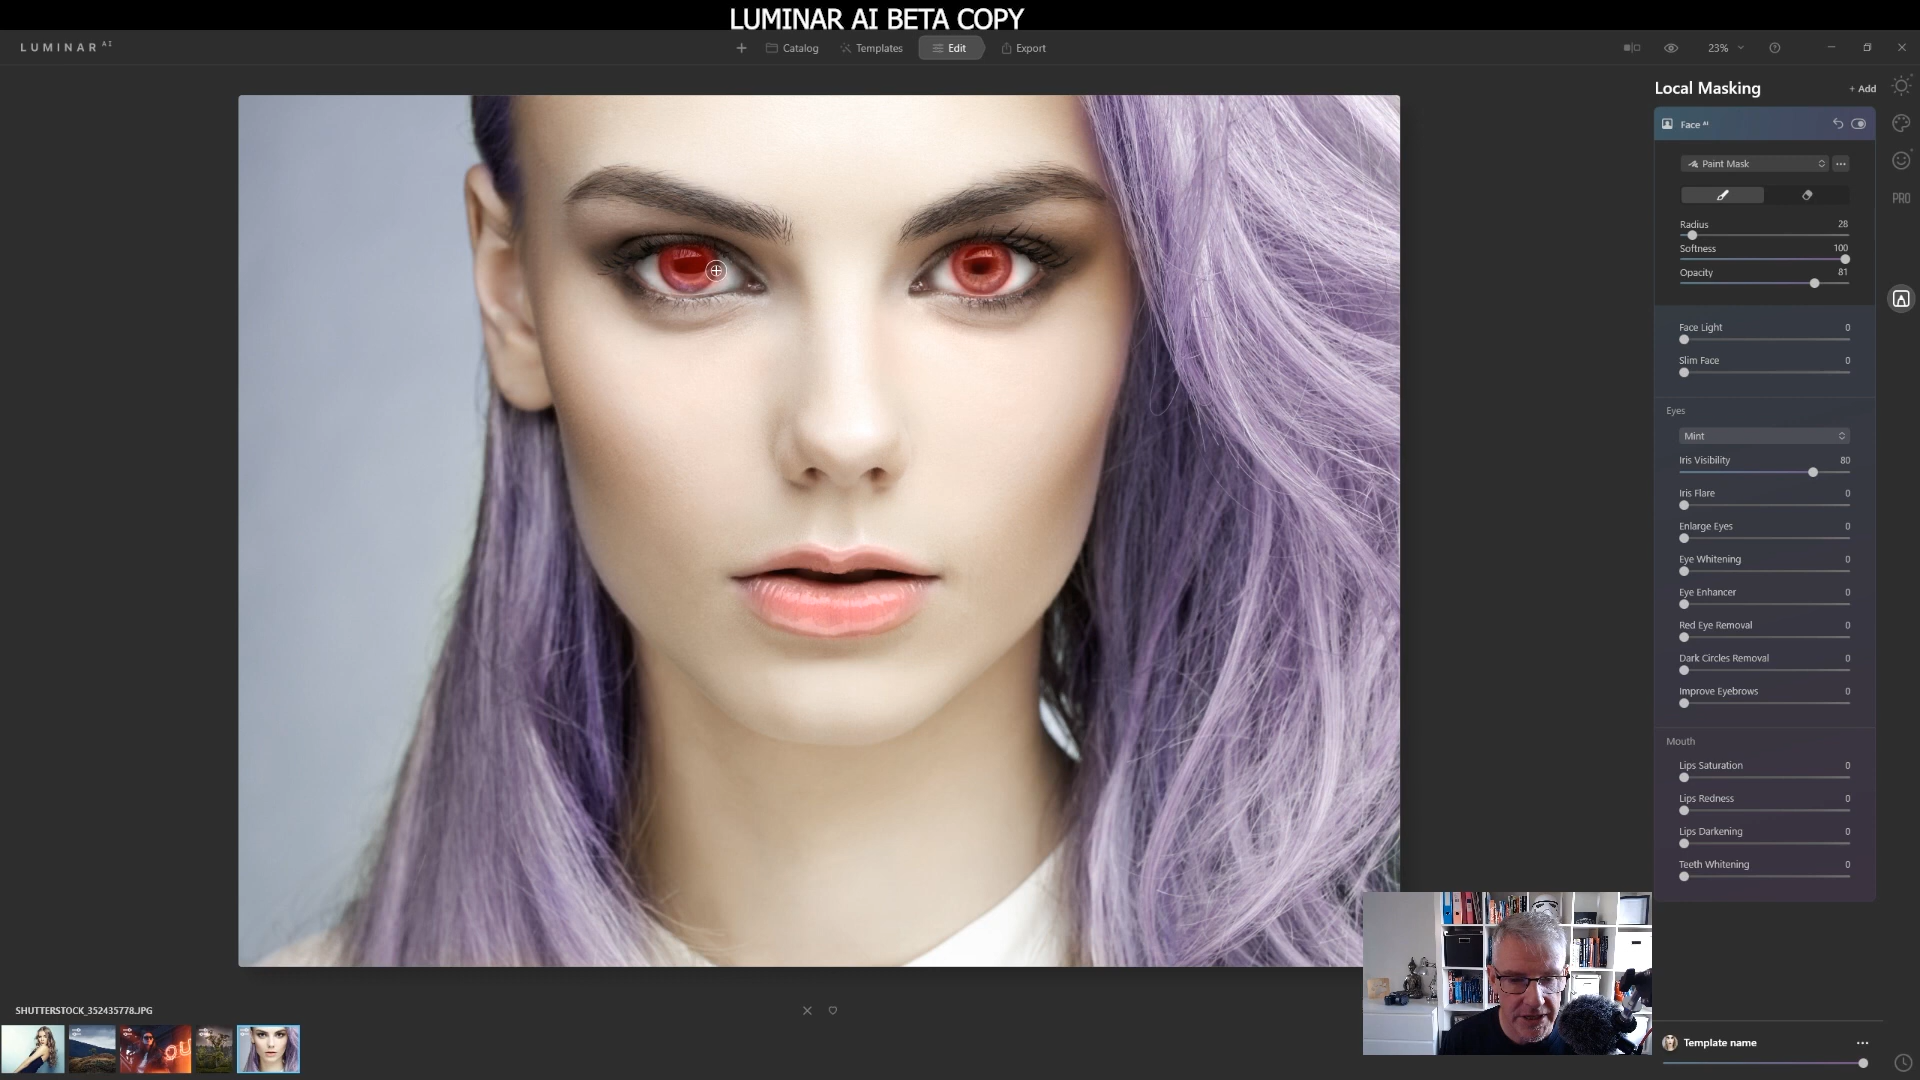 LUMINAR AI BETA COPY
LUMINAR AI
Catalog
Templates
Edit
Export
23%
Local Masking
+ Add
Face AI
Paint Mask
Radius 28
Softness 100
Opacity 81
PRO
Face Light 0
Slim Face 0
Eyes
Mint
Iris Visibility 80
Iris Flare 0
Enlarge Eyes 0
Eye Whitening 0
Eye Enhancer 0
Red Eye Removal 0
Dark Circles Removal 0
Improve Eyebrows 0
Mouth
Lips Saturation 0
Lips Redness 0
Lips Darkening 0
Teeth Whitening 0
SHUTTERSTOCK_352435778.JPG
OU
Template name